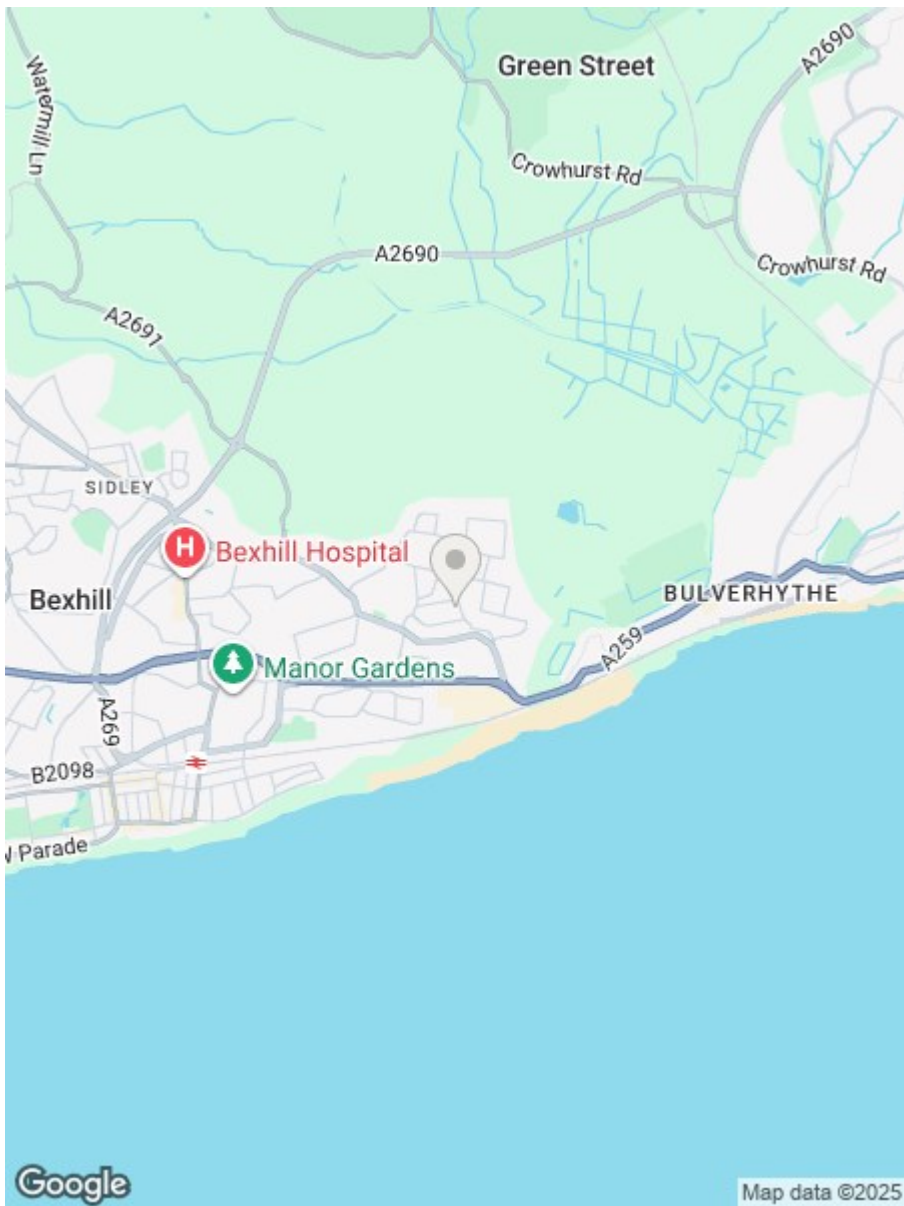 A2690
Green Street
Watermill Ln
Crowhurst Rd
A2690
Crowhurst Rd
A2691
SIDLEY
H
Bexhill Hospital
Bexhill
BULVERHYTHE
A259
Manor Gardens
A269
B2098
W Parade
Google
Map data ©2025